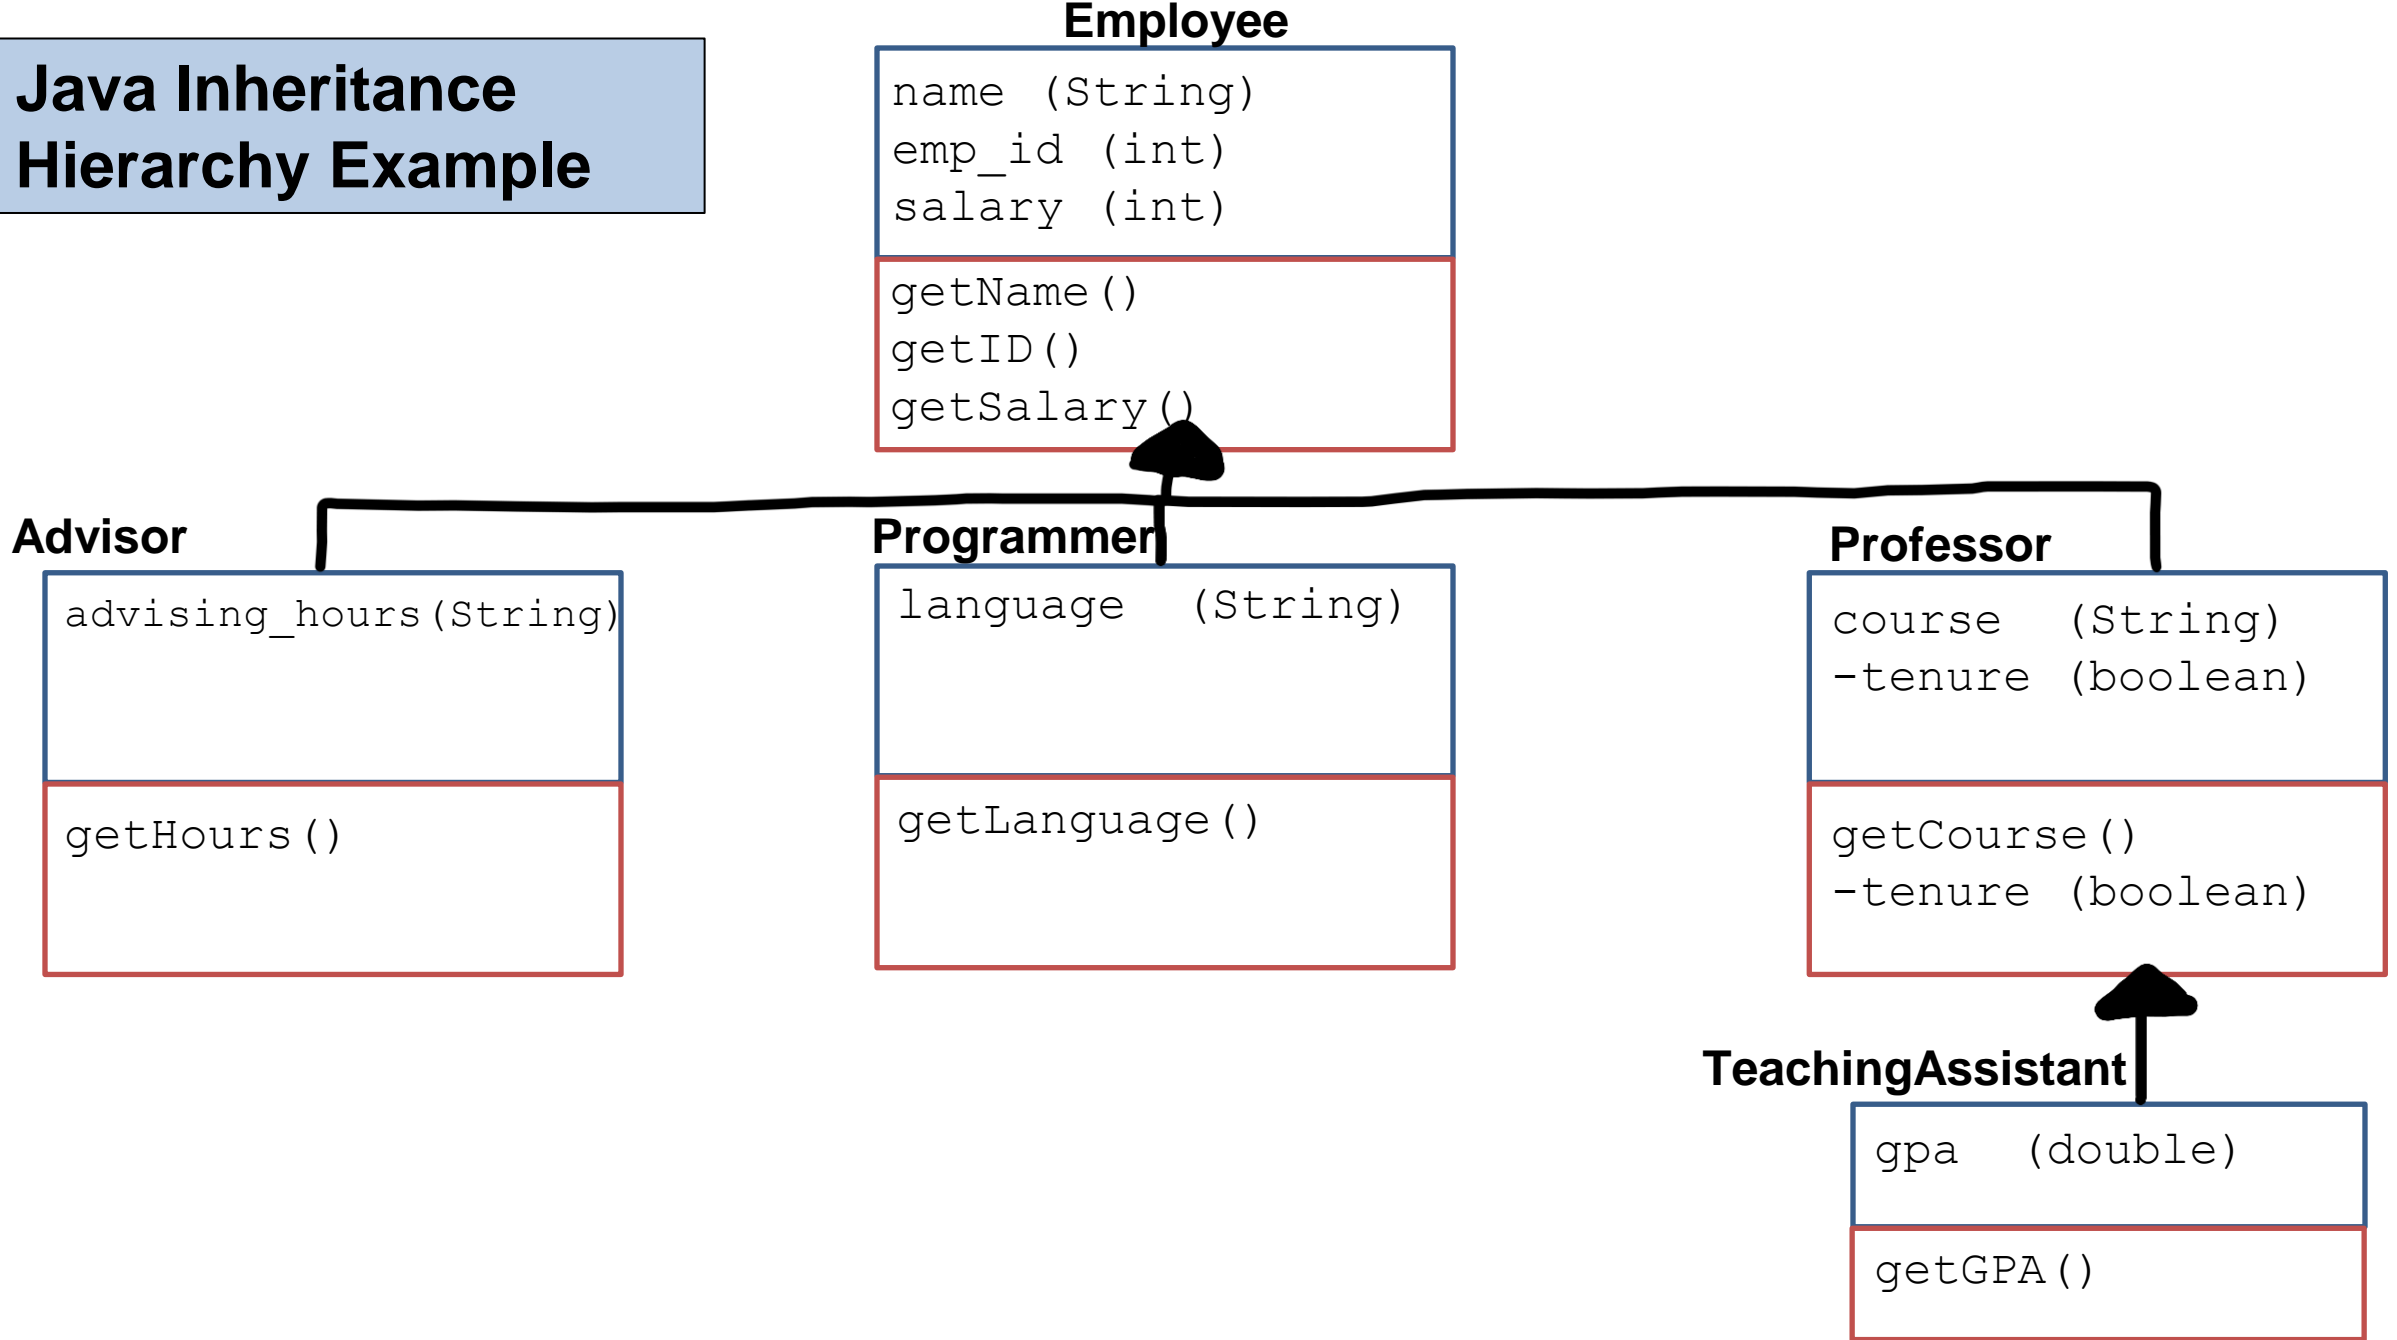 Java Inheritance
Hierarchy Example
Employee
name (String)
emp_id (int)
salary (int)
getName()
getID()
getSalary()
Advisor
advising_hours(String)
getHours()
Programmer
language (String)
getLanguage()
Professor
course (String)
-tenure (boolean)
getCourse()
-tenure (boolean)
TeachingAssistant
gpa (double)
getGPA()